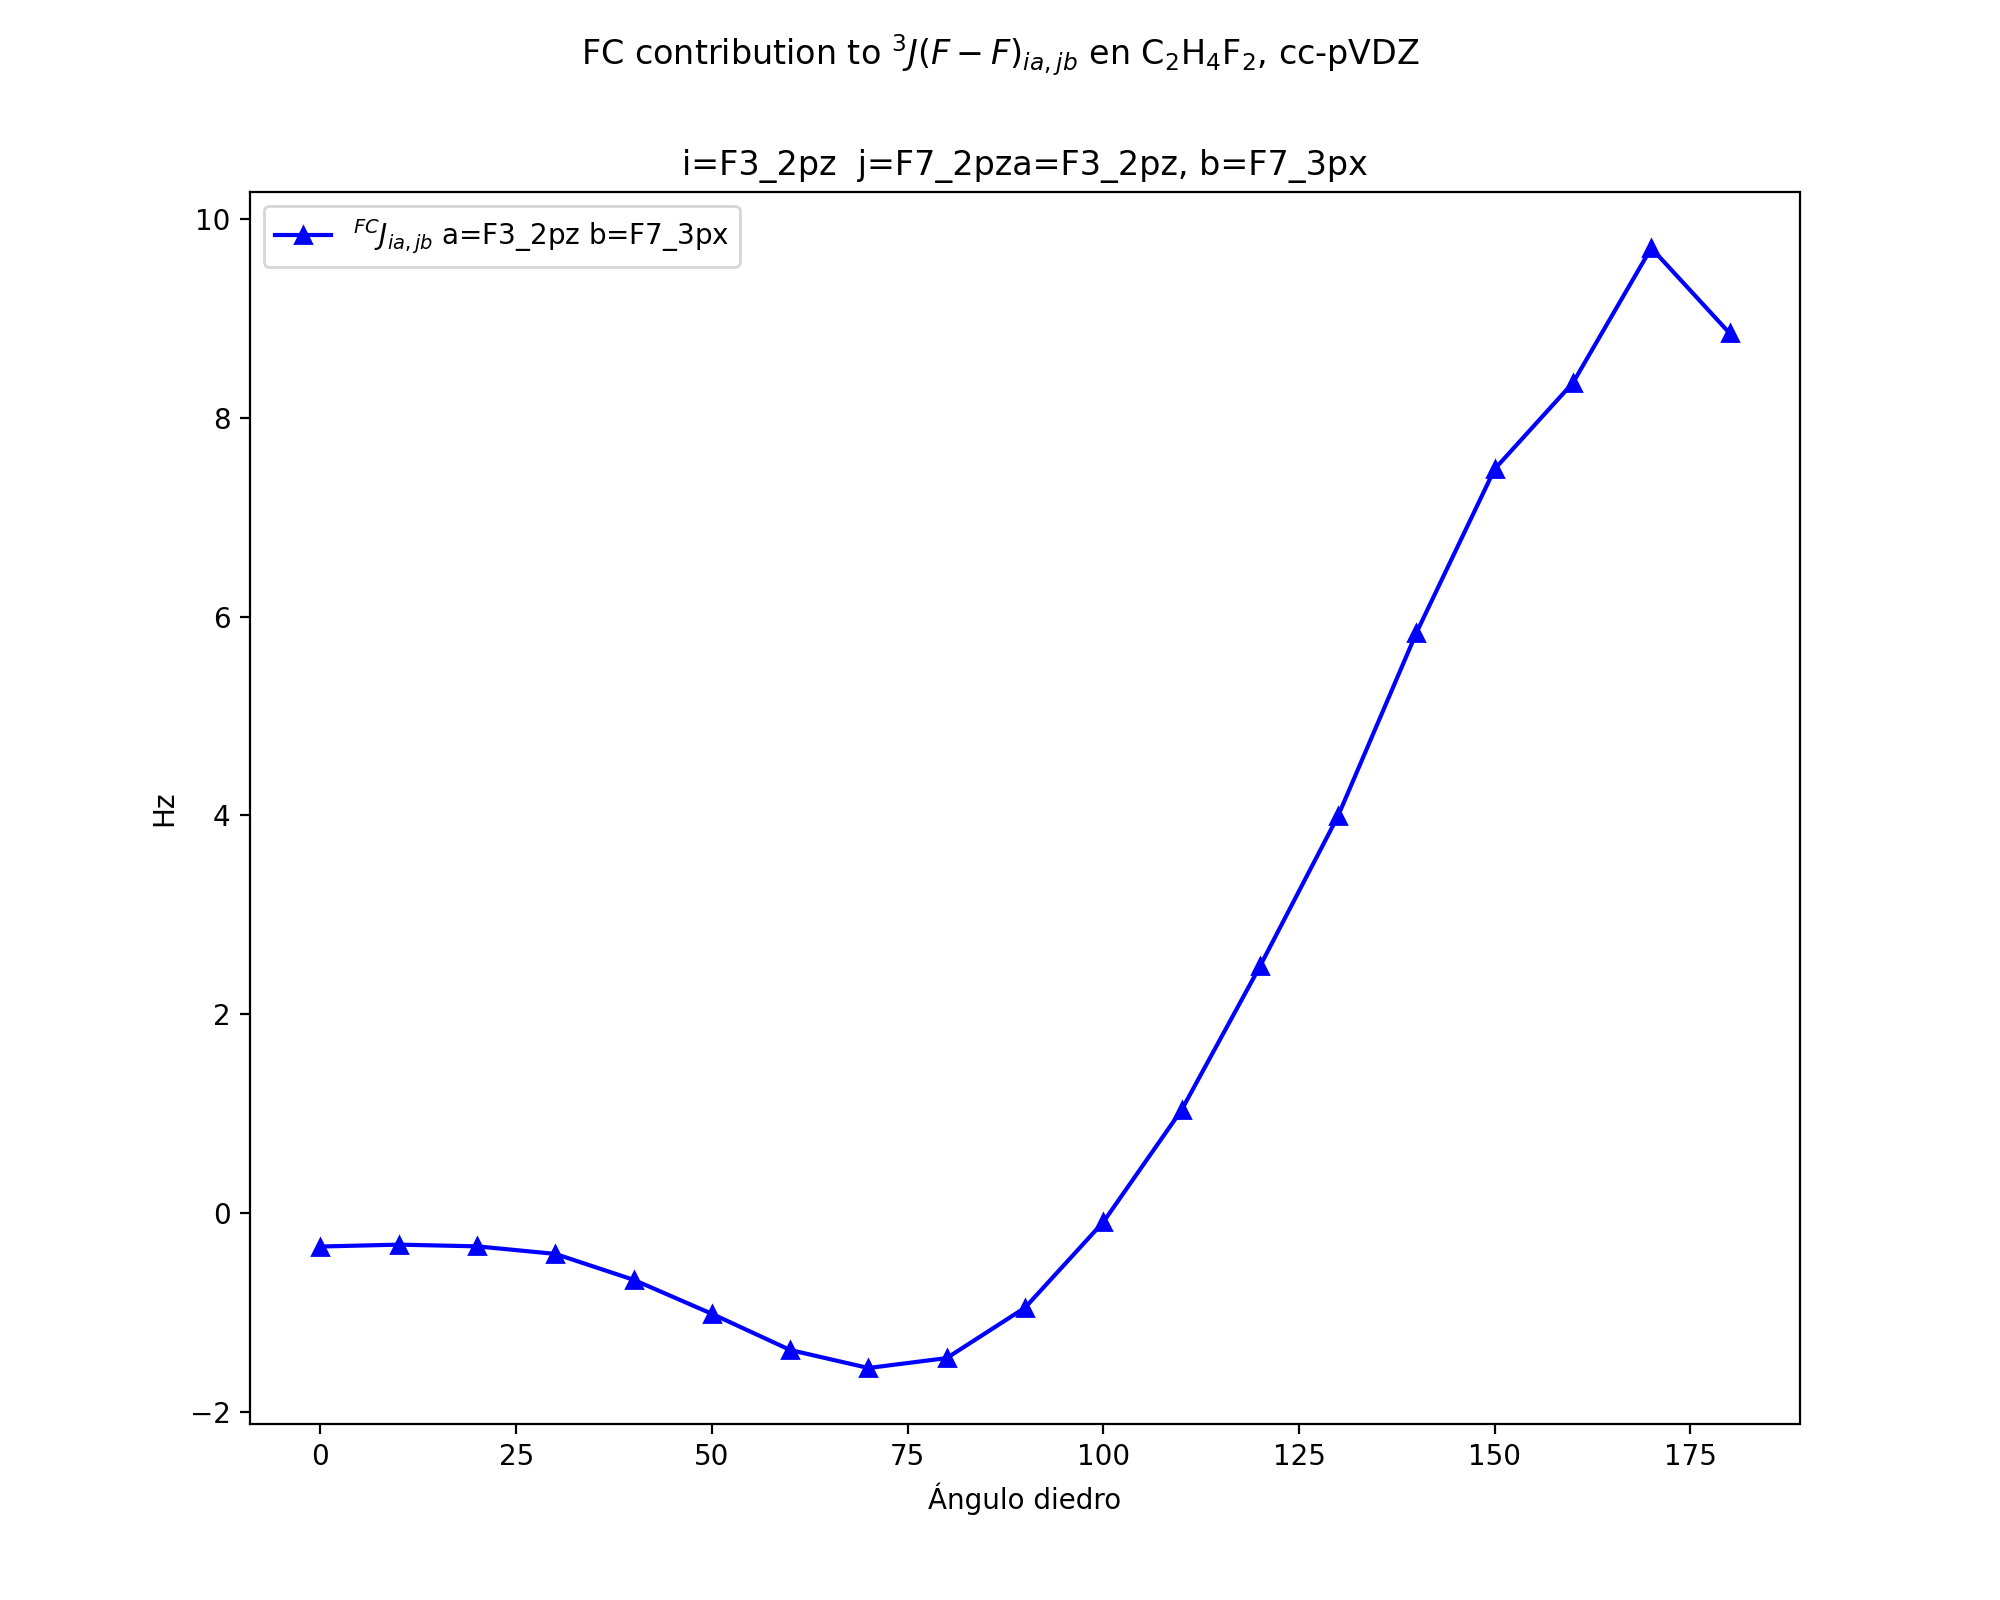 FC contribution to ³J(F − F)ia, jb en C₂H₄F₂, cc-pVDZ
i=F3_2pz  j=F7_2pza=F3_2pz, b=F7_3px
FCJia, jb a=F3_2pz b=F7_3px
10
8
6
4
2
0
−2
Hz
0 25 50 75 100 125 150 175
Ángulo diedro